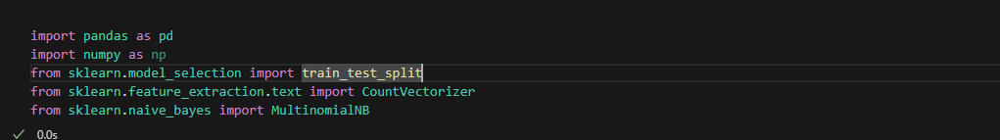 import pandas as pd
import numpy as np
from sklearn.model_selection import train_test_split
from sklearn.feature_extraction.text import CountVectorizer
from sklearn.naive_bayes import MultinomialNB
0.0s